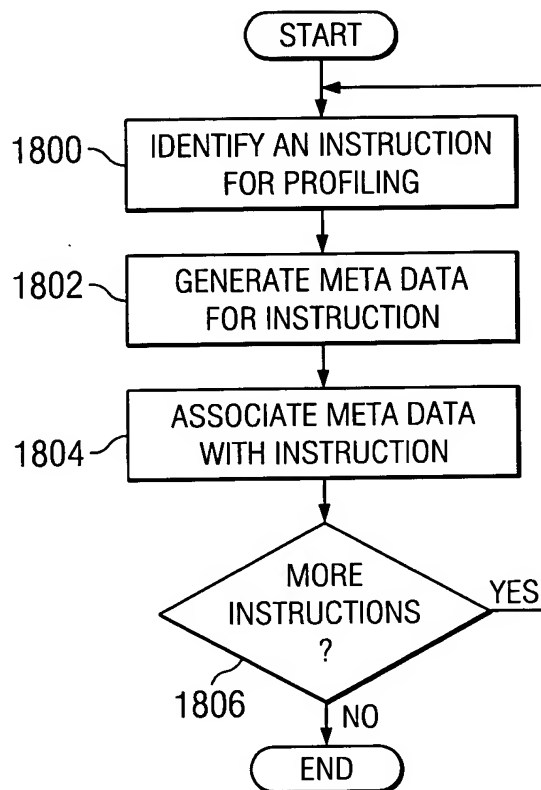 START
1800
IDENTIFY AN INSTRUCTION
FOR PROFILING
1802
GENERATE META DATA
FOR INSTRUCTION
1804
ASSOCIATE META DATA
WITH INSTRUCTION
MORE
INSTRUCTIONS
?
YES
1806
NO
END